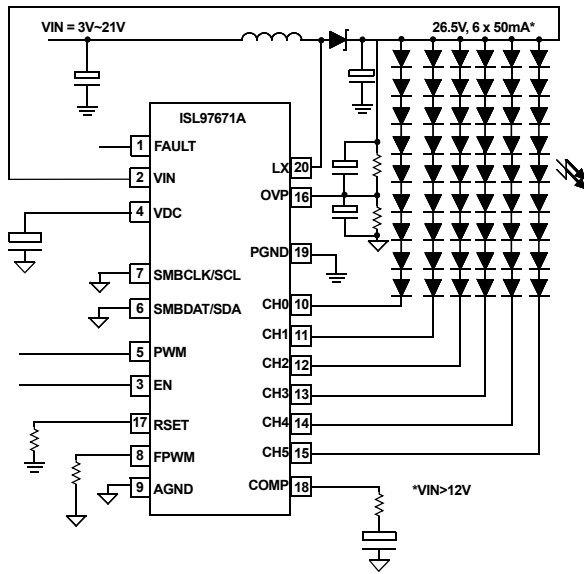 VIN = 3V~21V
26.5V, 6 x 50mA*
ISL97671A
1 FAULT
LX 20
2 VIN
OVP 16
4 VDC
PGND 19
7 SMBCLK/SCL
CH0 10
6 SMBDAT/SDA
CH1 11
5 PWM
CH2 12
3 EN
CH3 13
17 RSET
CH4 14
8 FPWM
CH5 15
9 AGND
COMP 18
*VIN>12V